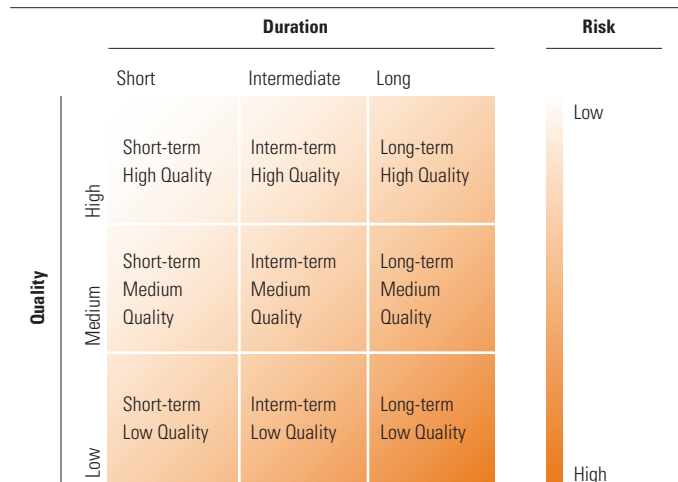 Duration
Risk
Short
Intermediate
Long
Low
Quality
High
Short-term
High Quality
Interm-term
High Quality
Long-term
High Quality
Medium
Short-term
Medium
Quality
Interm-term
Medium
Quality
Long-term
Medium
Quality
Low
Short-term
Low Quality
Interm-term
Low Quality
Long-term
Low Quality
High